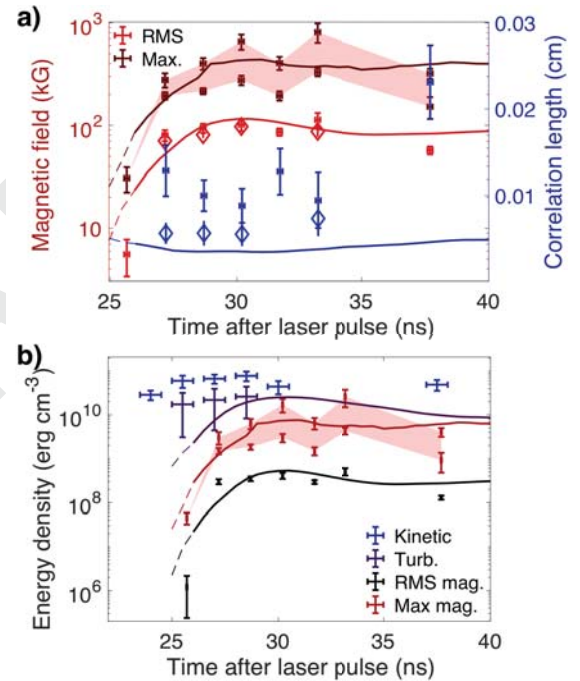 a)
10³
0.03
RMS
Max.
Magnetic field (kG)
10²
0.02
10
0.01
Correlation length (cm)
25 30 35 40
Time after laser pulse (ns)
b)
Energy density (erg cm⁻³)
10¹⁰
10⁸
10⁶
Kinetic
Turb.
RMS mag.
Max mag.
25 30 35 40
Time after laser pulse (ns)